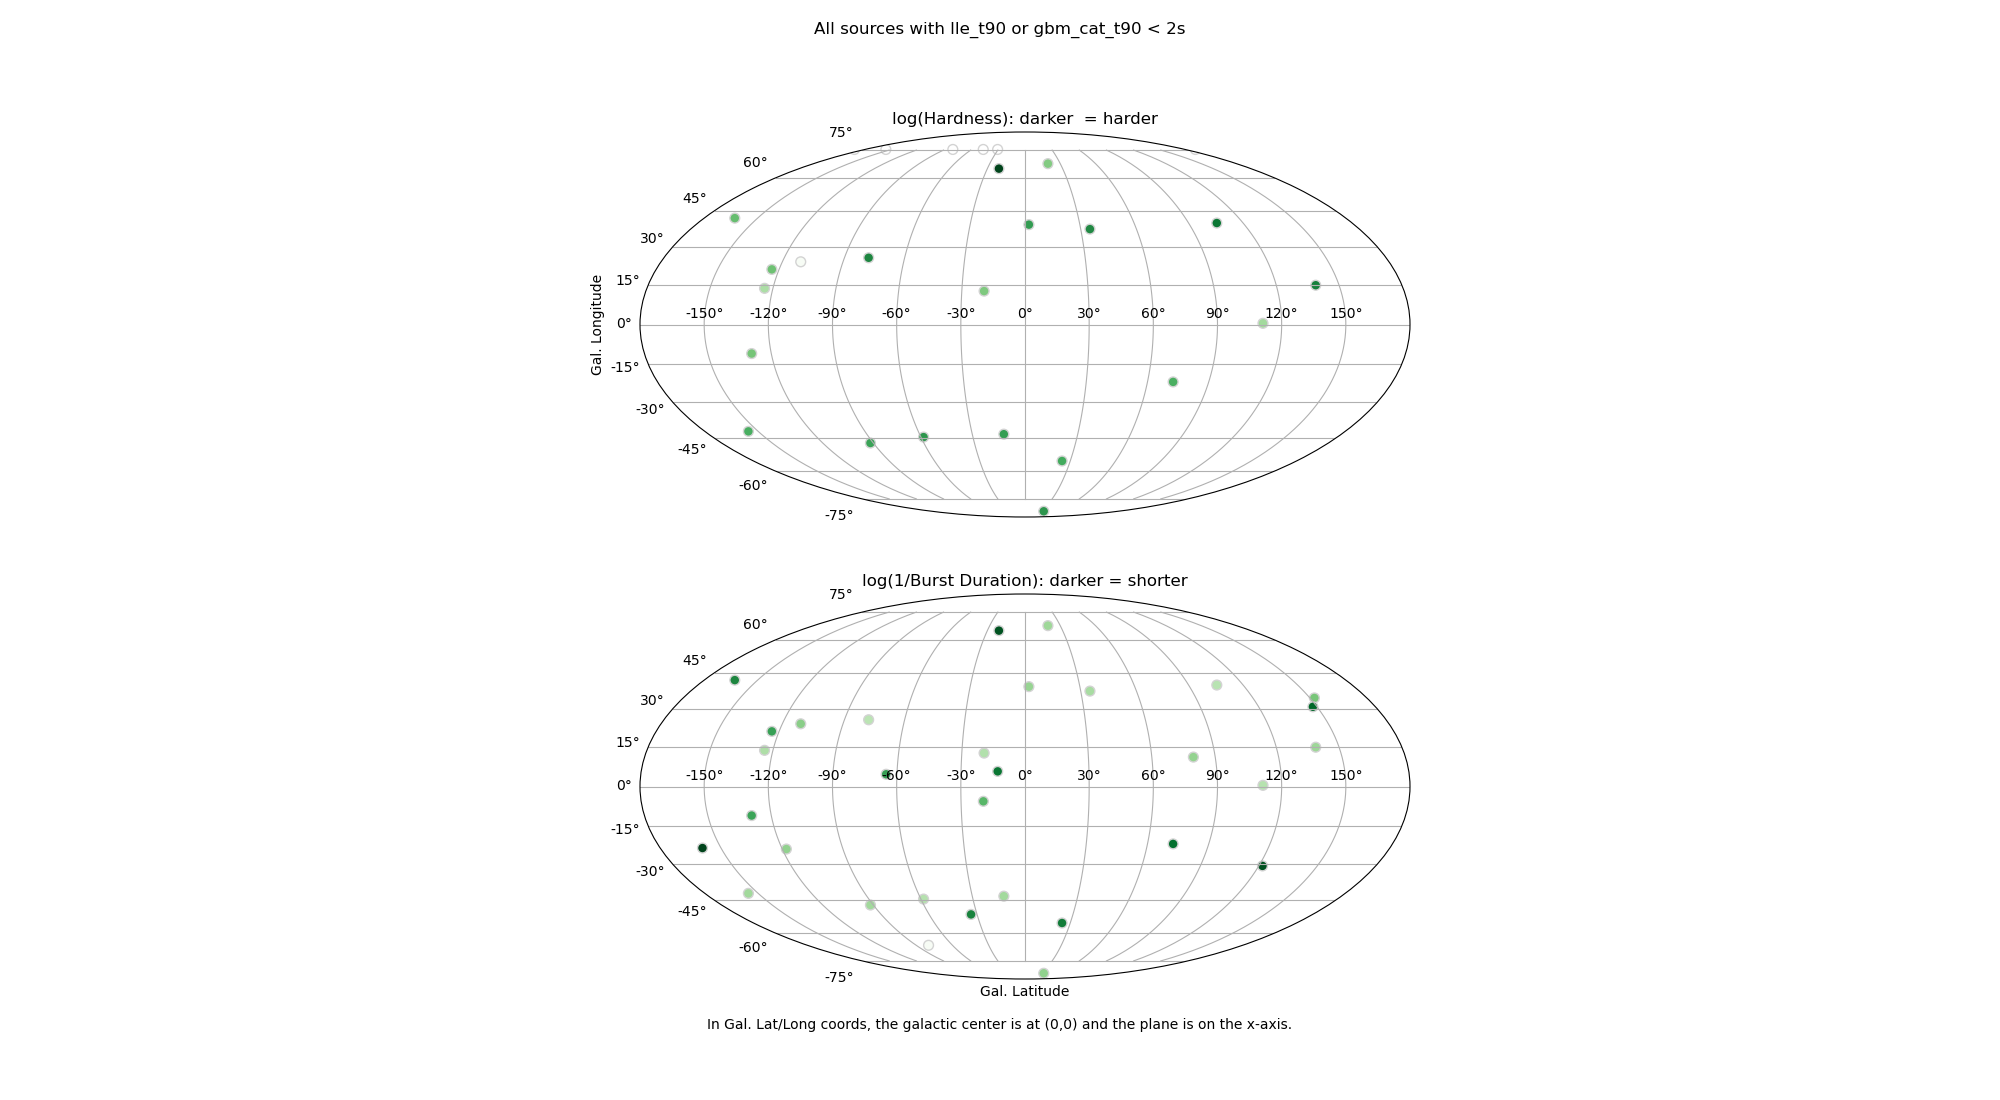 All sources with lle_t90 or gbm_cat_t90 < 2s
log(Hardness): darker  = harder
75°
60°
45°
30°
15°
0°
-15°
-30°
-45°
-60°
-75°
-150° -120° -90° -60° -30° 0° 30° 60° 90° 120° 150°
Gal. Longitude
log(1/Burst Duration): darker = shorter
75°
60°
45°
30°
15°
0°
-15°
-30°
-45°
-60°
-75°
-150° -120° -90° -60° -30° 0° 30° 60° 90° 120° 150°
Gal. Latitude
In Gal. Lat/Long coords, the galactic center is at (0,0) and the plane is on the x-axis.